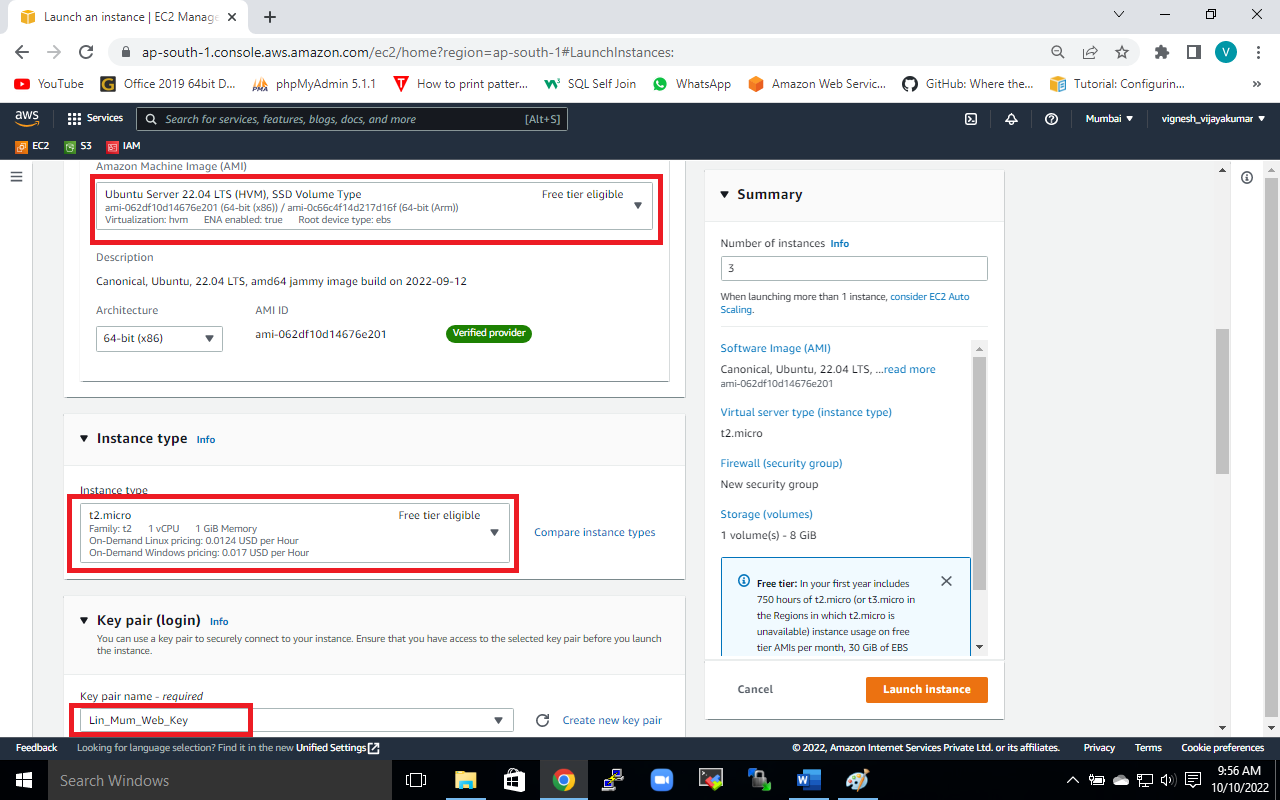 Launch an instance | EC2 Manage
ap-south-1.console.aws.amazon.com/ec2/home?region=ap-south-1#LaunchInstances:
V
YouTube
Office 2019 64bit D...
phpMyAdmin 5.1.1
How to print patter...
SQL Self Join
WhatsApp
Amazon Web Servic...
GitHub: Where the...
Tutorial: Configurin...
»
aws
Services
Search for services, features, blogs, docs, and more
[Alt+S]
Mumbai
vignesh_vijayakumar
EC2
S3
IAM
Amazon Machine Image (AMI)
Ubuntu Server 22.04 LTS (HVM), SSD Volume Type
Free tier eligible
ami-062df10d14676e201 (64-bit (x86)) / ami-0c66c4f14d217d16f (64-bit (Arm))
Virtualization: hvm ENA enabled: true Root device type: ebs
Description
Canonical, Ubuntu, 22.04 LTS, amd64 jammy image build on 2022-09-12
Architecture
AMI ID
64-bit (x86)
ami-062df10d14676e201
Verified provider
Instance type Info
Instance type
t2.micro
Free tier eligible
Family: t2 1 vCPU 1 GiB Memory
On-Demand Linux pricing: 0.0124 USD per Hour
On-Demand Windows pricing: 0.017 USD per Hour
Compare instance types
Key pair (login) Info
You can use a key pair to securely connect to your instance. Ensure that you have access to the selected key pair before you launch
the instance.
Key pair name - required
Lin_Mum_Web_Key
Create new key pair
Summary
Number of instances Info
3
When launching more than 1 instance, consider EC2 Auto
Scaling.
Software Image (AMI)
Canonical, Ubuntu, 22.04 LTS, ...read more
ami-062df10d14676e201
Virtual server type (instance type)
t2.micro
Firewall (security group)
New security group
Storage (volumes)
1 volume(s) - 8 GiB
Free tier: In your first year includes
750 hours of t2.micro (or t3.micro in
the Regions in which t2.micro is
unavailable) instance usage on free
tier AMIs per month, 30 GiB of EBS
Cancel
Launch instance
Feedback
Looking for language selection? Find it in the new Unified Settings
© 2022, Amazon Internet Services Private Ltd. or its affiliates.
Privacy
Terms
Cookie preferences
Search Windows
9:56 AM
10/10/2022